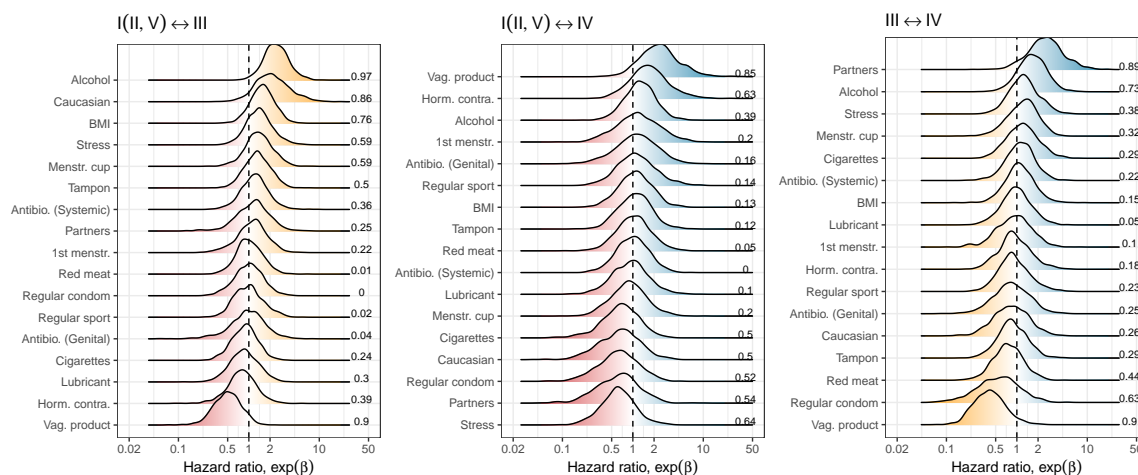 I(II, V) ↔ III
Alcohol 0.97
Caucasian 0.86
BMI 0.76
Stress 0.59
Menstr. cup 0.59
Tampon 0.5
Antibio. (Systemic) 0.36
Partners 0.25
1st menstr. 0.22
Red meat 0.01
Regular condom 0
Regular sport 0.02
Antibio. (Genital) 0.04
Cigarettes 0.24
Lubricant 0.3
Horm. contra. 0.39
Vag. product 0.9
0.02 0.1 0.5 1 2 10 50
Hazard ratio, exp(β)
I(II, V) ↔ IV
Vag. product 0.85
Horm. contra. 0.63
Alcohol 0.39
1st menstr. 0.2
Antibio. (Genital) 0.16
Regular sport 0.14
BMI 0.13
Tampon 0.12
Red meat 0.05
Antibio. (Systemic) 0
Lubricant 0.1
Menstr. cup 0.2
Cigarettes 0.5
Caucasian 0.5
Regular condom 0.52
Partners 0.54
Stress 0.64
0.02 0.1 0.5 1 2 10 50
Hazard ratio, exp(β)
III ↔ IV
Partners 0.89
Alcohol 0.73
Stress 0.38
Menstr. cup 0.32
Cigarettes 0.29
Antibio. (Systemic) 0.22
BMI 0.15
Lubricant 0.05
1st menstr. 0.1
Horm. contra. 0.18
Regular sport 0.23
Antibio. (Genital) 0.25
Caucasian 0.26
Tampon 0.29
Red meat 0.44
Regular condom 0.63
Vag. product 0.9
0.02 0.1 0.5 1 2 10 50
Hazard ratio, exp(β)